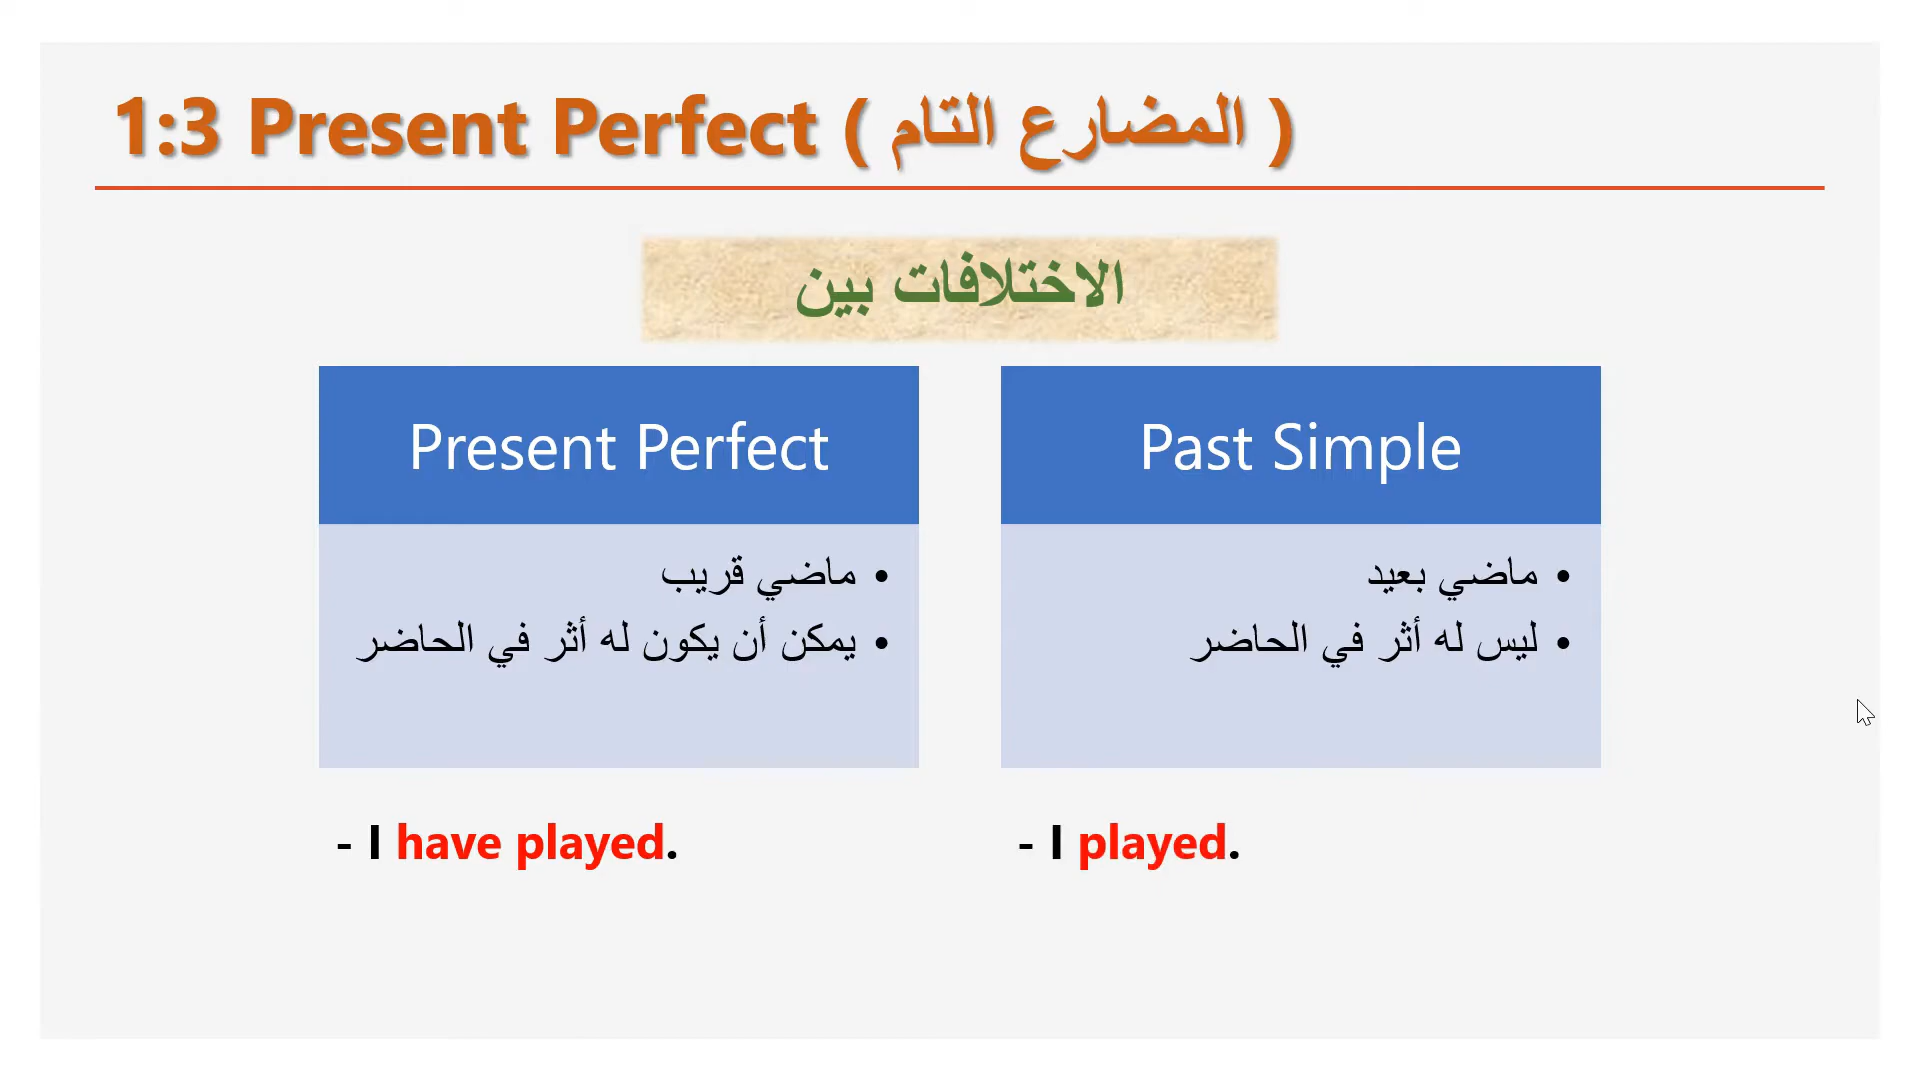 1:3 Present Perfect ( المضارع التام )
الاختلافات بين
Present Perfect
• ماضي قريب
• يمكن أن يكون له أثر في الحاضر
- I have played.
Past Simple
• ماضي بعيد
• ليس له أثر في الحاضر
- I played.